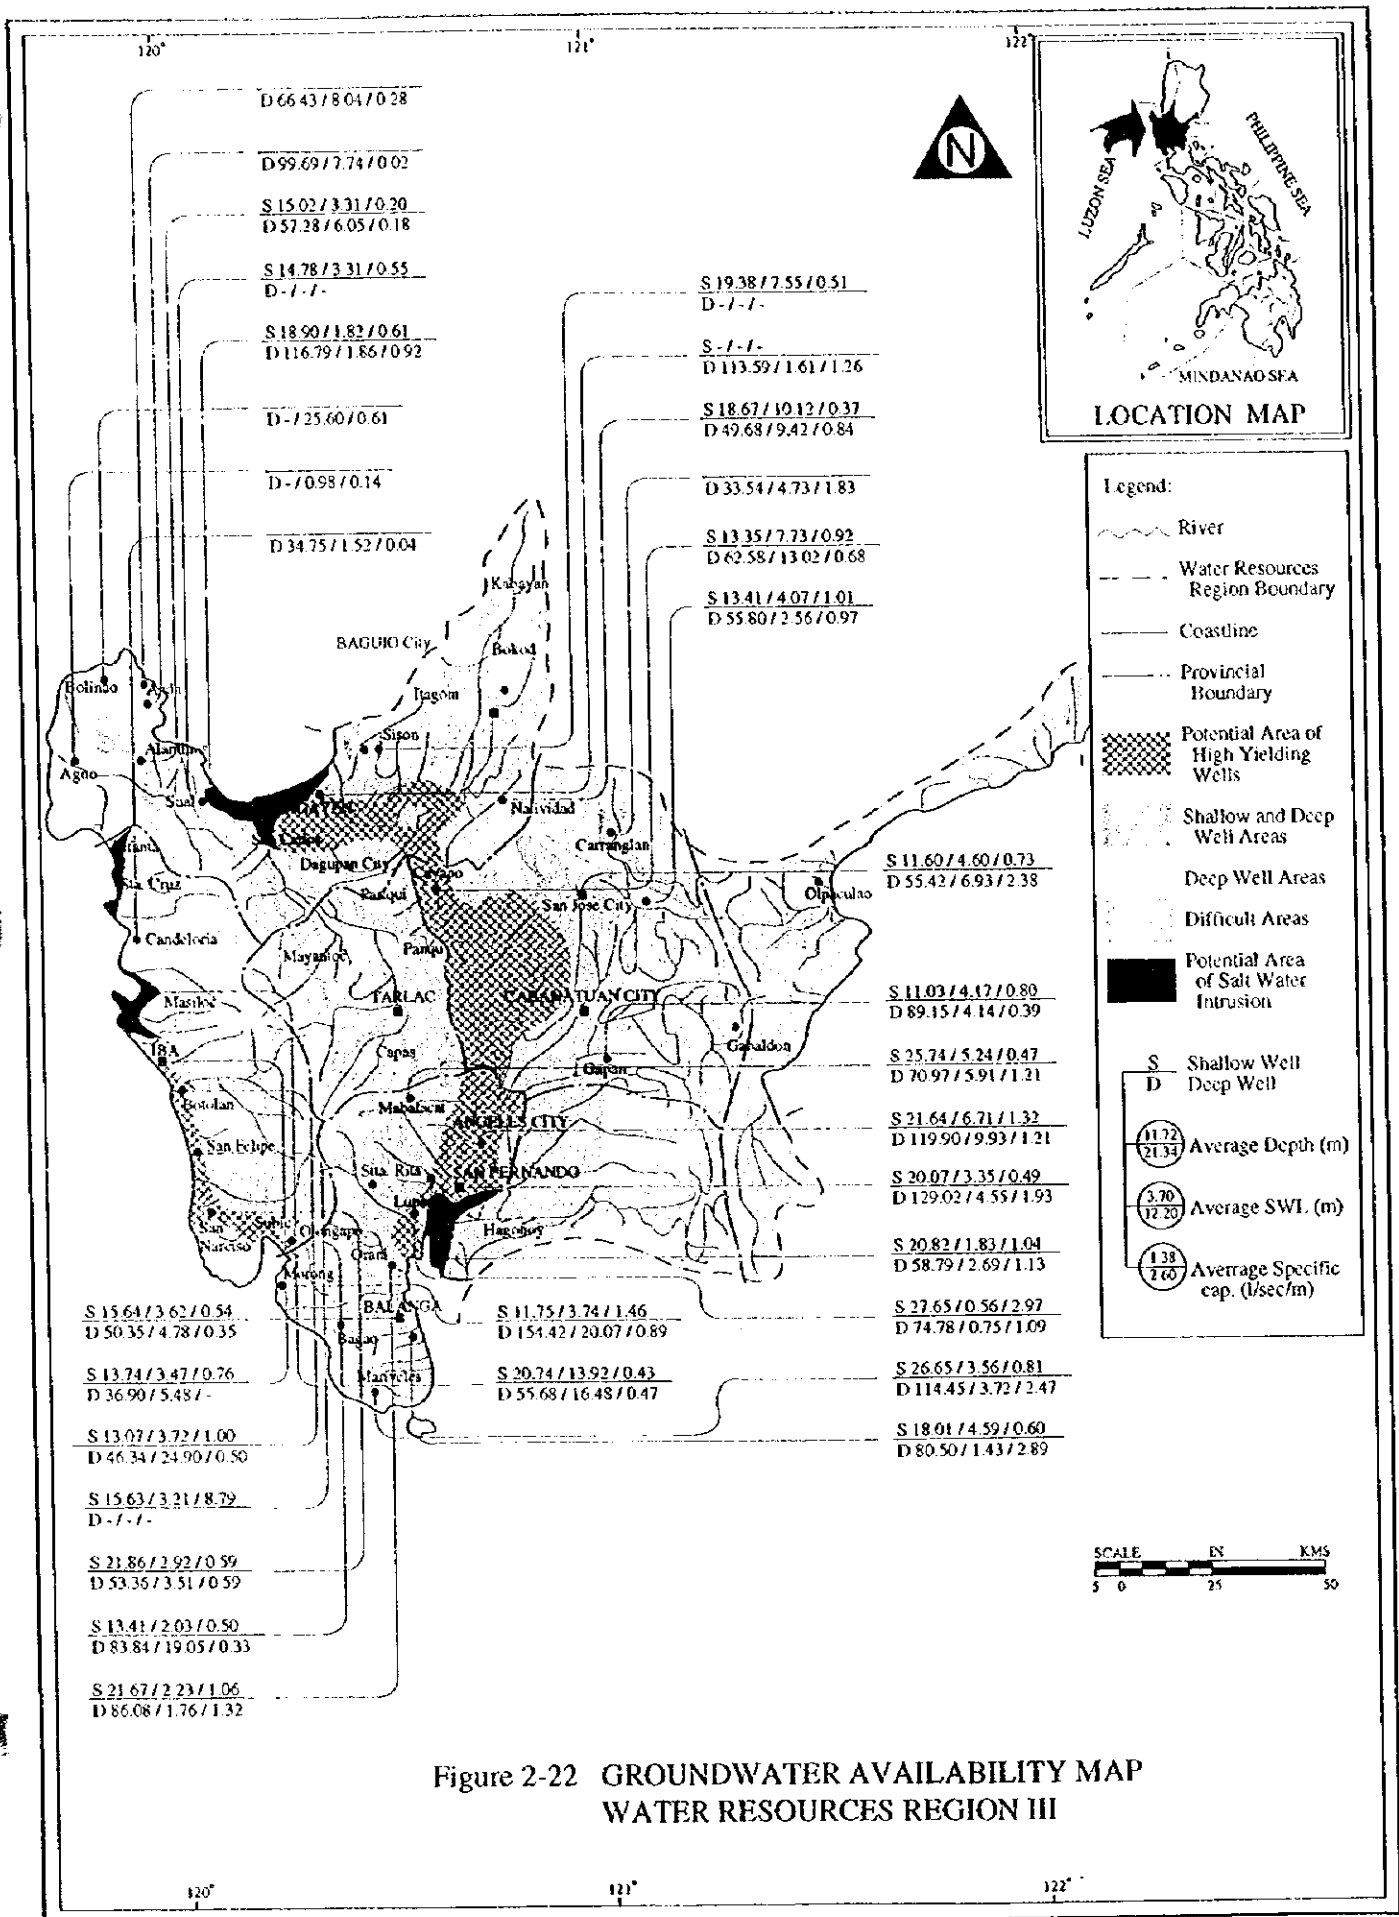 120°
121°
122°
D 66.43 / 8.04 / 0.28
D 99.69 / 7.74 / 0.02
S 15.02 / 3.31 / 0.20
D 57.28 / 6.05 / 0.18
S 14.78 / 3.31 / 0.55
D - / - / -
S 18.90 / 1.82 / 0.61
D 116.79 / 1.86 / 0.92
D - / 25.60 / 0.61
D - / 0.98 / 0.14
D 34.75 / 1.52 / 0.04
S 19.38 / 7.55 / 0.51
D - / - / -
S - / - / -
D 113.59 / 1.61 / 1.26
S 18.67 / 10.12 / 0.37
D 49.68 / 9.42 / 0.84
D 33.54 / 4.73 / 1.83
S 13.35 / 7.73 / 0.92
D 62.58 / 13.02 / 0.68
S 13.41 / 4.07 / 1.01
D 55.80 / 2.56 / 0.97
N
LUZON SEA
PHILIPPINE SEA
MINDANAO SEA
LOCATION MAP
Legend:
River
Water Resources
Region Boundary
Coastline
Provincial
Boundary
Potential Area of
High Yielding
Wells
Shallow and Deep
Well Areas
Deep Well Areas
Difficult Areas
Potential Area
of Salt Water
Intrusion
S Shallow Well
D Deep Well
11.72
21.34
Average Depth (m)
3.70
12.20
Average SWL (m)
1.38
2.60
Averrage Specific
cap. (l/sec/m)
Kabayan
BAGUIO City
Bokod
Itogon
Bolinao
Sison
Alaminos
Agno
Sual
Natividad
Carranglan
Dagupan City
Cuyapo
Paniqui
San Jose City
Olpaculao
Sta. Cruz
Candeloria
Mayantoc
Masiloc
TARLAC
CABANATUAN CITY
IBA
Capas
Gapan
Gabaldon
Botolan
Mabalacat
ANGELES CITY
San Felipe
Sita. Rita
SAN FERNANDO
San
Narciso
Subic
Olongapo
Hagonoy
Orani
Morong
BALANGA
Bagac
Mariveles
S 11.60 / 4.60 / 0.73
D 55.42 / 6.93 / 2.38
S 11.03 / 4.17 / 0.80
D 89.15 / 4.14 / 0.39
S 25.74 / 5.24 / 0.47
D 70.97 / 5.91 / 1.21
S 21.64 / 6.71 / 1.32
D 119.90 / 9.93 / 1.21
S 20.07 / 3.35 / 0.49
D 129.02 / 4.55 / 1.93
S 20.82 / 1.83 / 1.04
D 58.79 / 2.69 / 1.13
S 27.65 / 0.56 / 2.97
D 74.78 / 0.75 / 1.09
S 26.65 / 3.56 / 0.81
D 114.45 / 3.72 / 2.47
S 18.01 / 4.59 / 0.60
D 80.50 / 1.43 / 2.89
S 15.64 / 3.62 / 0.54
D 50.35 / 4.78 / 0.35
S 11.75 / 3.74 / 1.46
D 154.42 / 20.07 / 0.89
S 13.74 / 3.47 / 0.76
D 36.90 / 5.48 / -
S 20.74 / 13.92 / 0.43
D 55.68 / 16.48 / 0.47
S 13.07 / 3.72 / 1.00
D 46.34 / 24.90 / 0.50
S 15.63 / 3.21 / 8.79
D - / - / -
S 21.86 / 2.92 / 0.59
D 53.36 / 3.51 / 0.59
S 13.41 / 2.03 / 0.50
D 83.84 / 19.05 / 0.33
S 21.67 / 2.23 / 1.06
D 86.08 / 1.76 / 1.32
SCALE IN KMS
5 0 25 50
Figure 2-22 GROUNDWATER AVAILABILITY MAP
WATER RESOURCES REGION III
120°
121°
122°